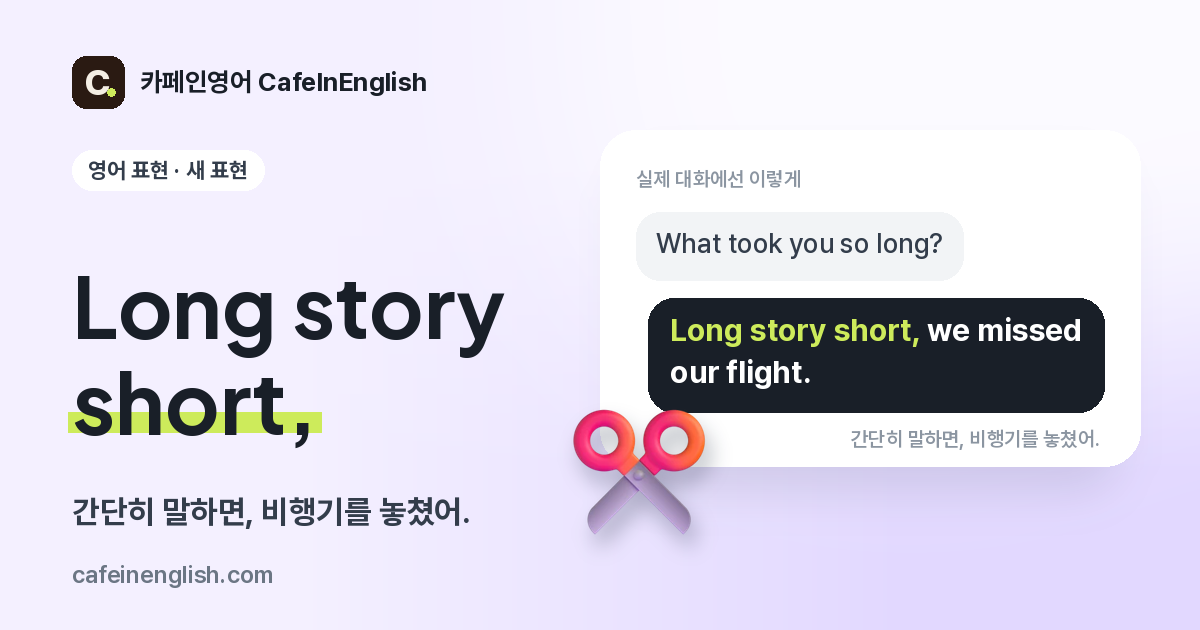 C
카페인영어 CafeInEnglish
영어 표현 · 새 표현
Long story
short,
간단히 말하면, 비행기를 놓쳤어.
cafeinenglish.com
실제 대화에선 이렇게
What took you so long?
Long story short, we missed
our flight.
간단히 말하면, 비행기를 놓쳤어.